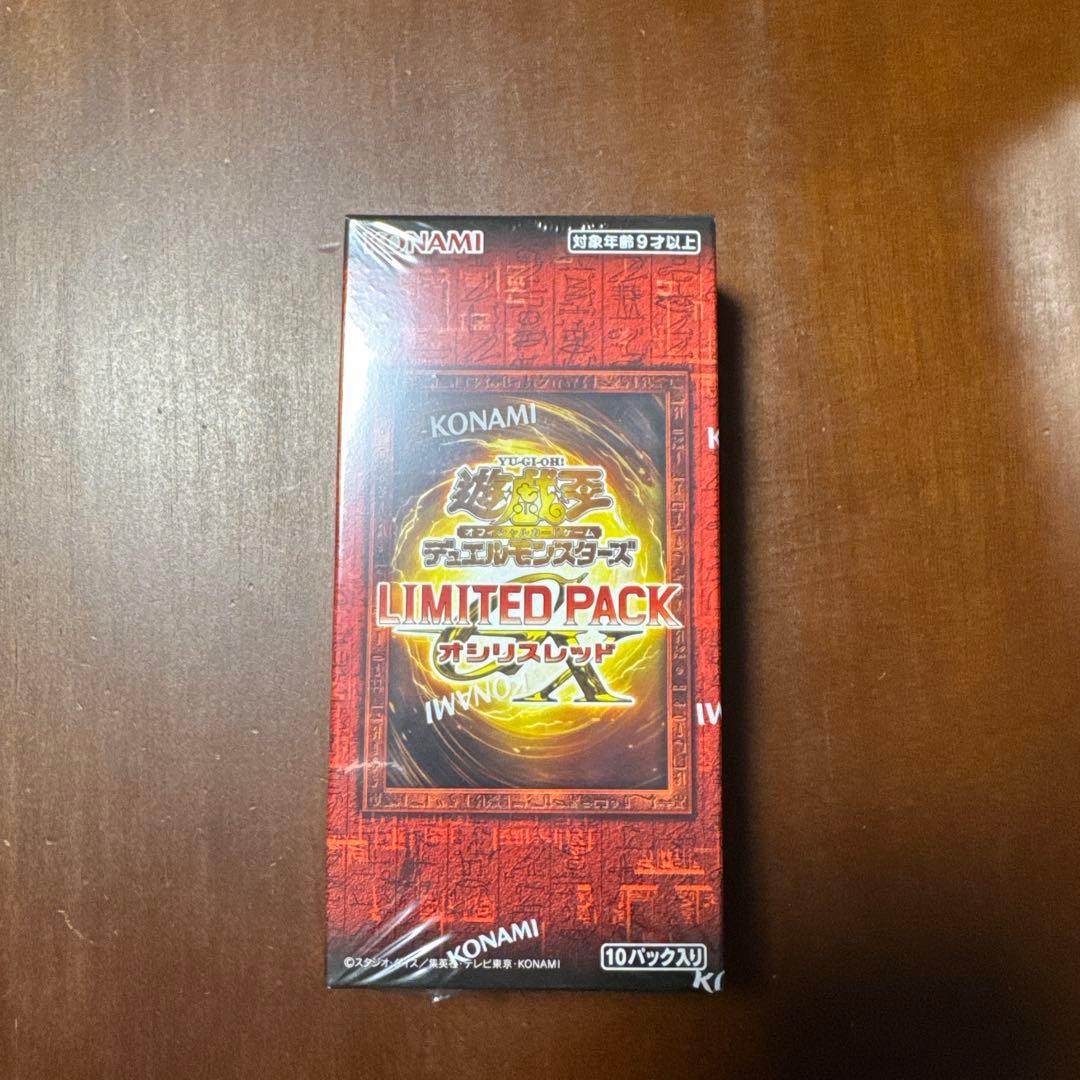 KONAMI
対象年齢9才以上
KONAMI
YU-GI-OH!
遊戯王
オフィシャルカードゲーム
デュエルモンスターズ
LIMITED PACK
GX
オシリスレッド
KONAMI
KONAMI
©スタジオ・ダイス/集英社・テレビ東京・KONAMI
10パック入り